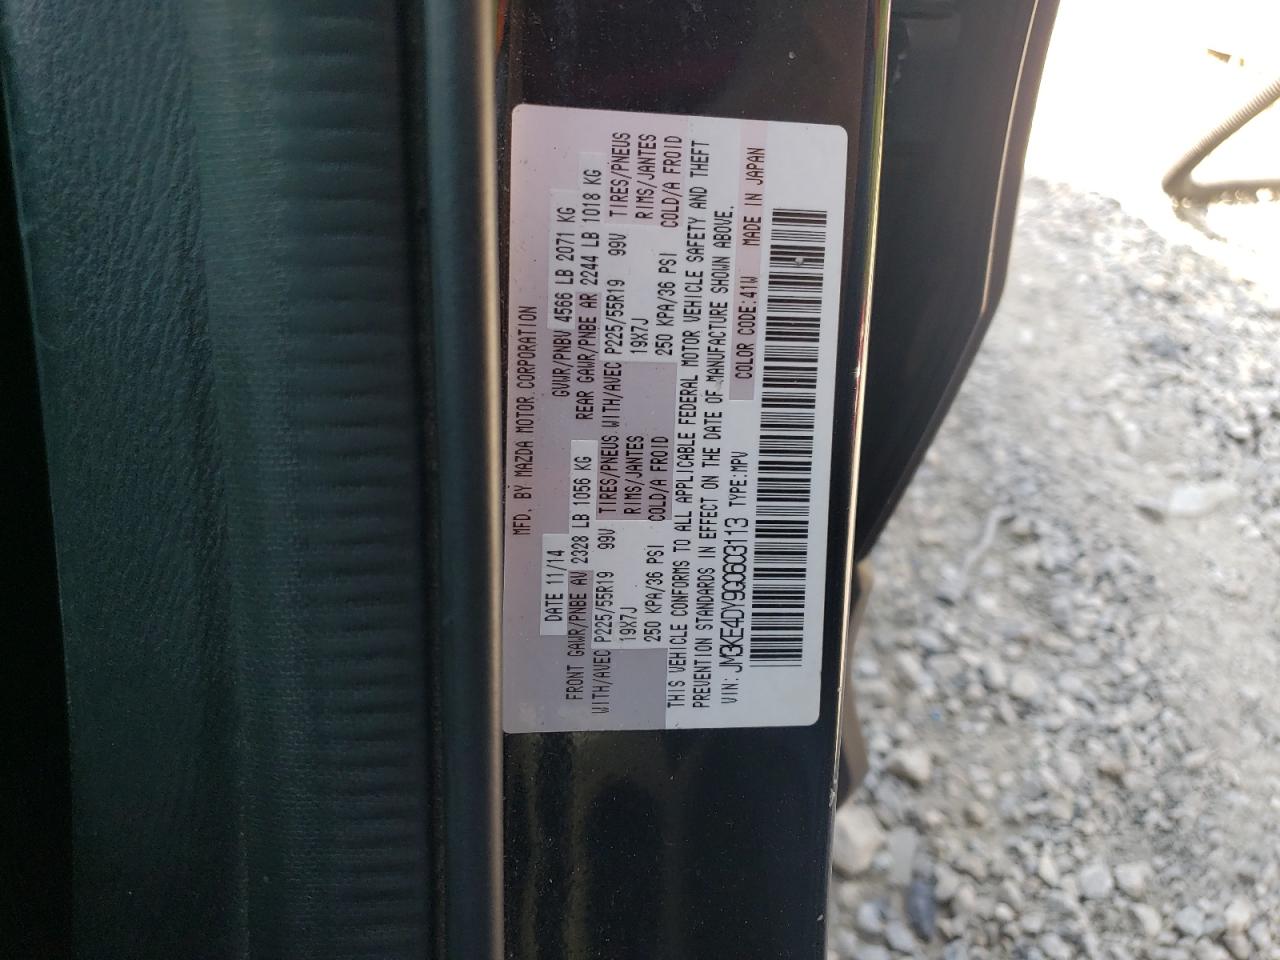 MFD. BY MAZDA MOTOR CORPORATION
DATE 11/14 GVWR/PNBV 4566 LB 2071 KG
FRONT GAWR/PNBE AV 2328 LB 1056 KG REAR GAWR/PNBE AR 2244 LB 1018 KG
WITH/AVEC P225/55R19 99V TIRES/PNEUS WITH/AVEC P225/55R19 99V TIRES/PNEUS
19X7J RIMS/JANTES 19X7J RIMS/JANTES
250 KPA/36 PSI COLD/A FROID 250 KPA/36 PSI COLD/A FROID
THIS VEHICLE CONFORMS TO ALL APPLICABLE FEDERAL MOTOR VEHICLE SAFETY AND THEFT
PREVENTION STANDARDS IN EFFECT ON THE DATE OF MANUFACTURE SHOWN ABOVE.
VIN: JM3KE4DY9G0603113 TYPE:MPV COLOR CODE:41W MADE IN JAPAN